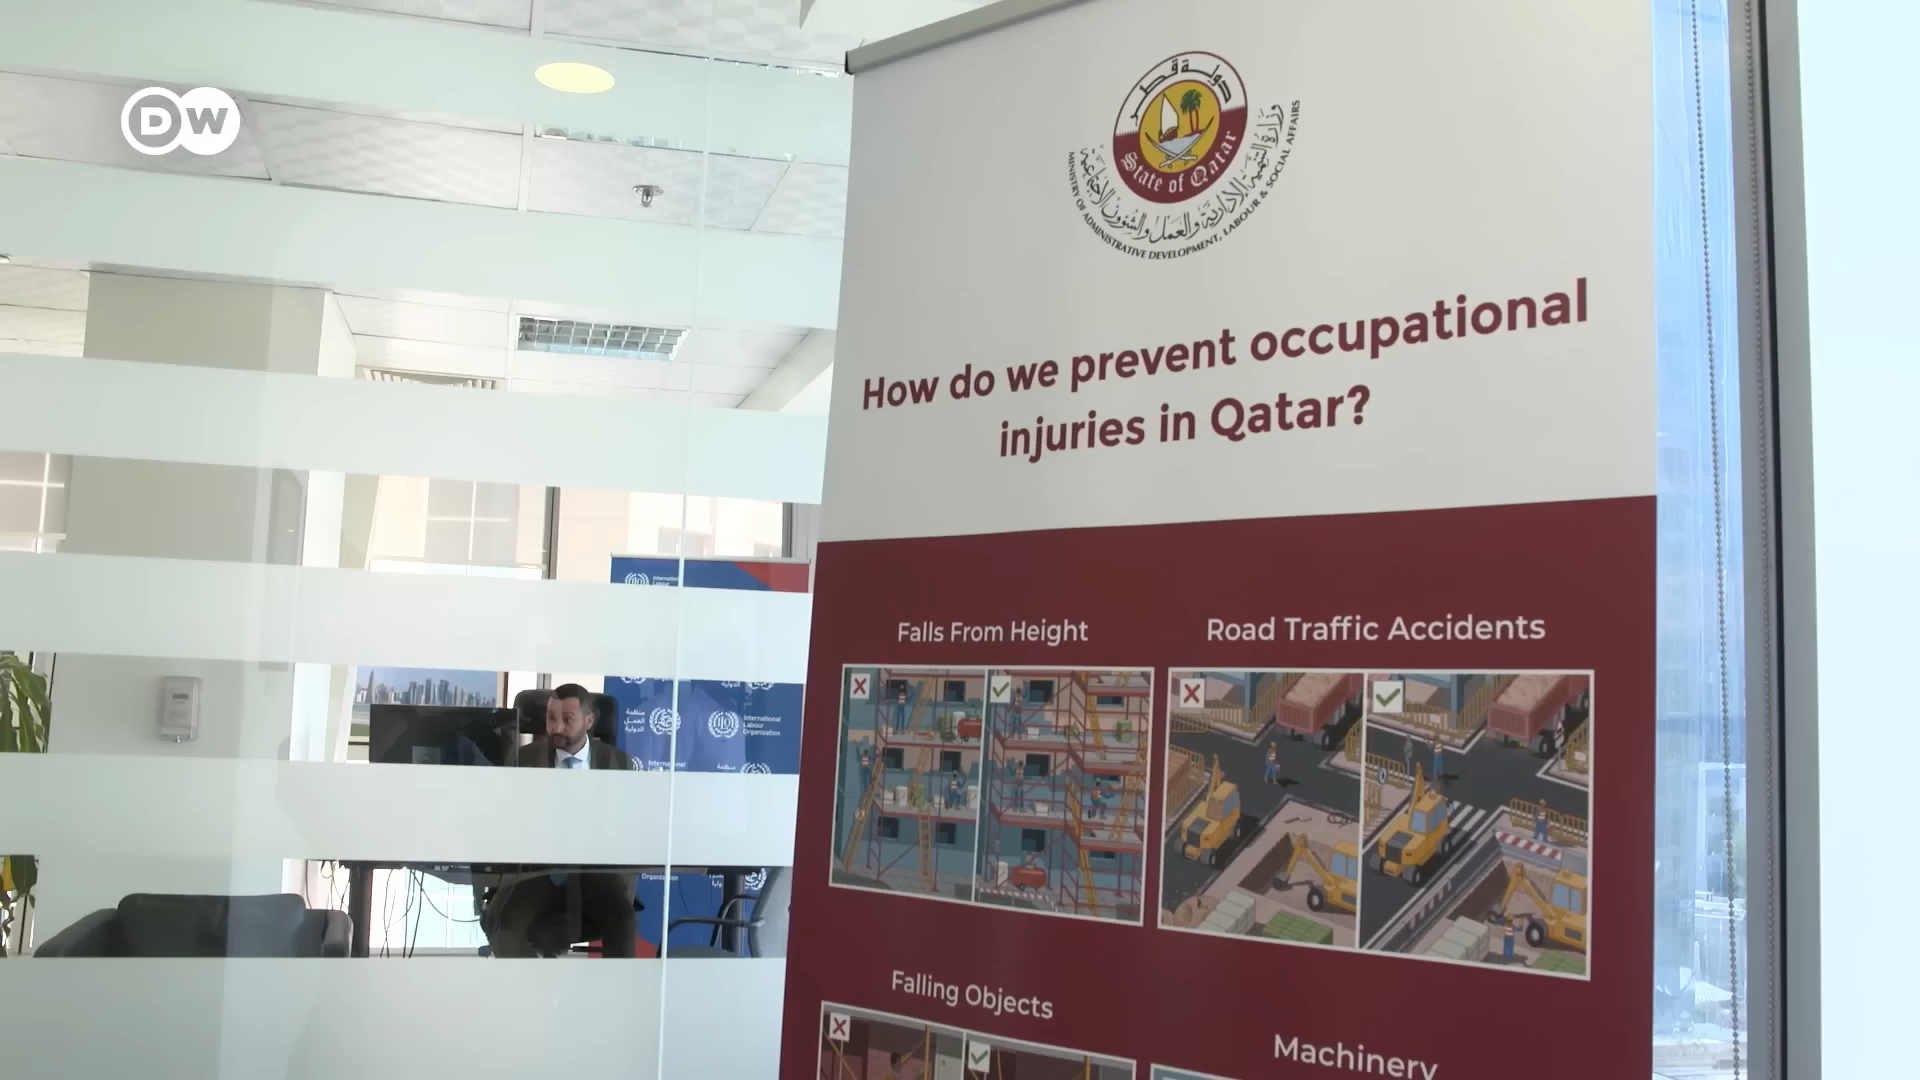 DW
دولة قطر
State of Qatar
وزارة التنمية الإدارية والعمل والشؤون الاجتماعية
MINISTRY OF ADMINISTRATIVE DEVELOPMENT, LABOUR & SOCIAL AFFAIRS
How do we prevent occupational
injuries in Qatar?
Falls From Height
Road Traffic Accidents
Falling Objects
Machinery
International
Labour
منظمة
العمل
الدولية
International
Labour
Organization